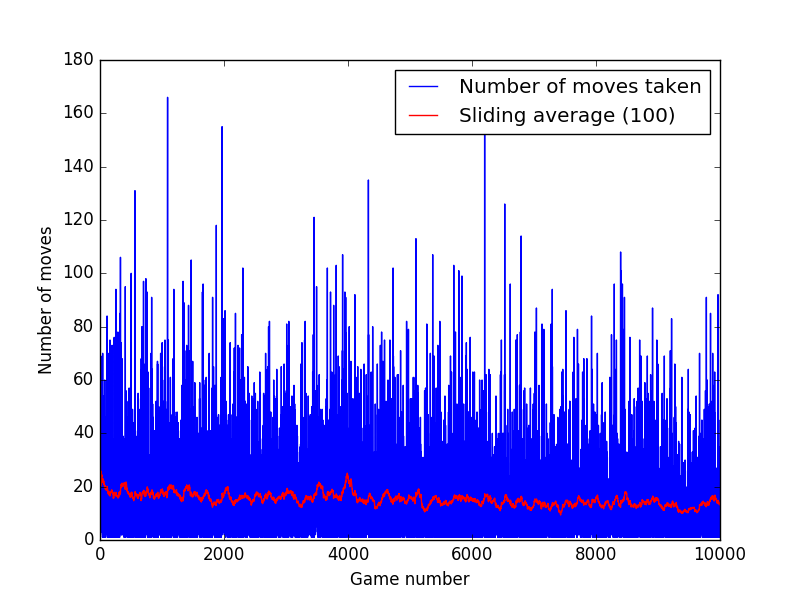 180
160
140
120
100
80
60
40
20
0
Number of moves
Number of moves taken
Sliding average (100)
0 2000 4000 6000 8000 10000
Game number